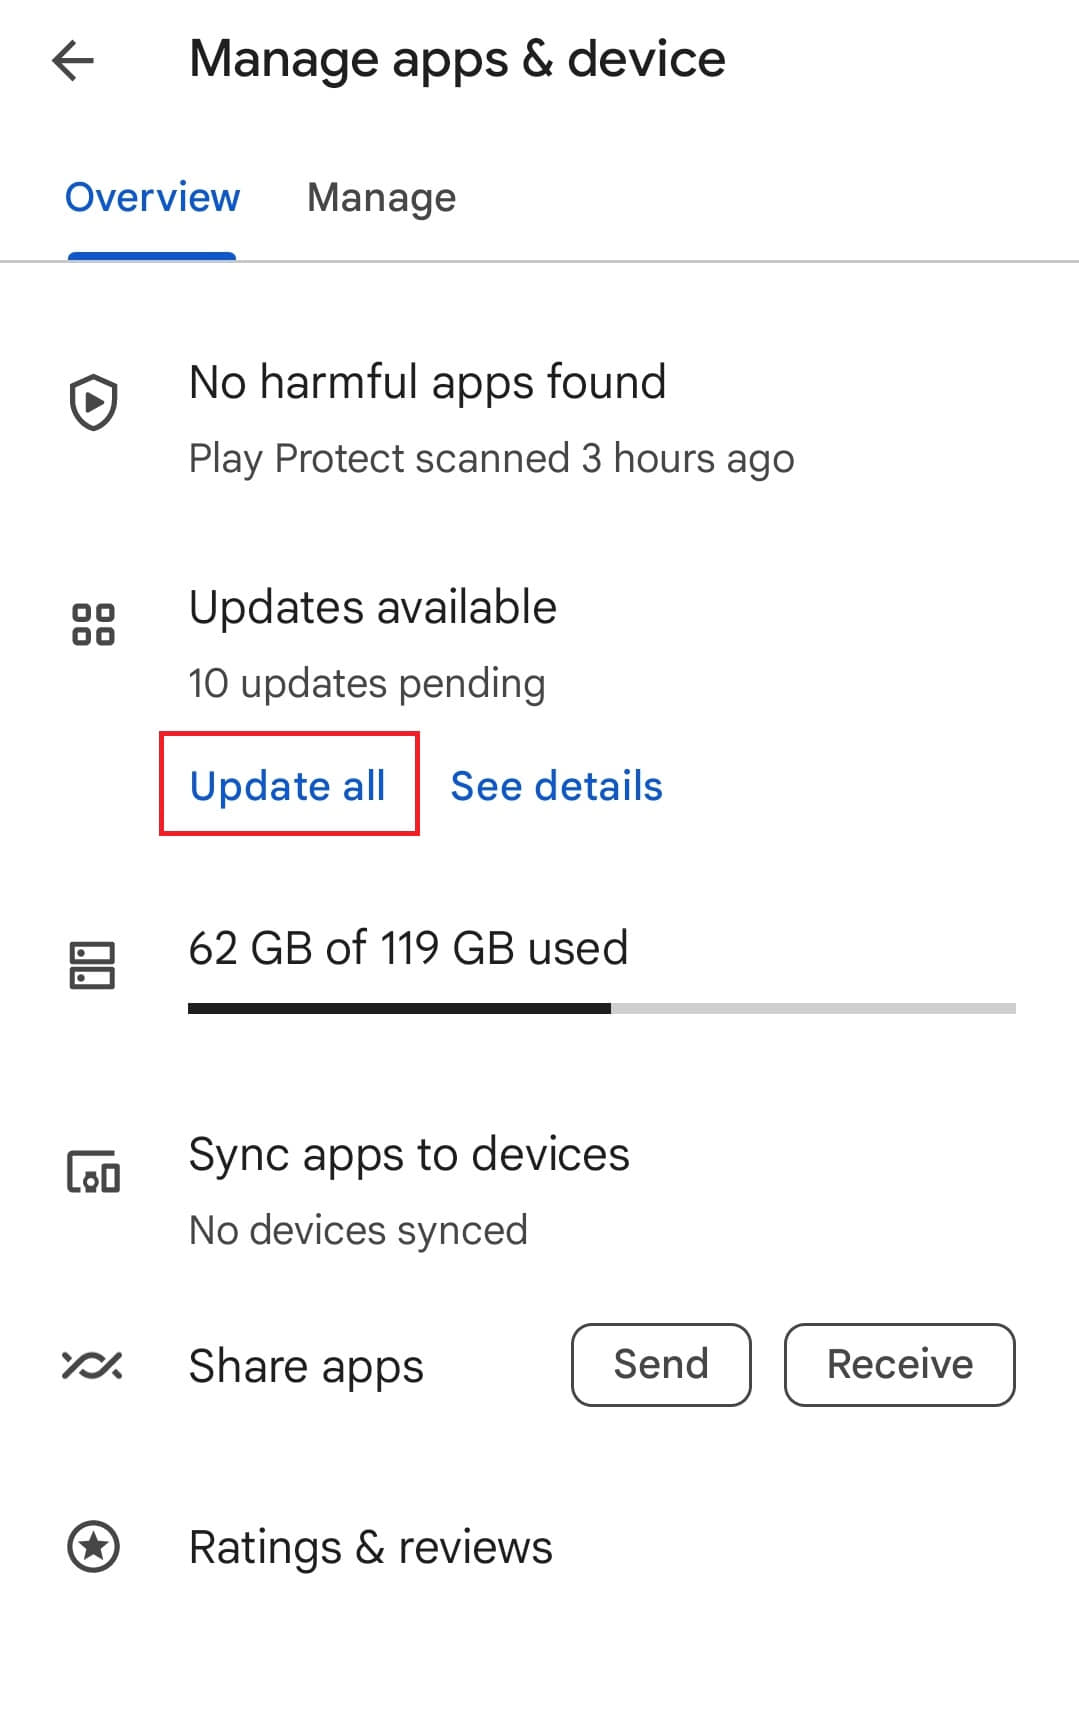 Manage apps & device
Overview Manage
No harmful apps found
Play Protect scanned 3 hours ago
Updates available
10 updates pending
Update all See details
62 GB of 119 GB used
Sync apps to devices
No devices synced
Share apps Send Receive
Ratings & reviews